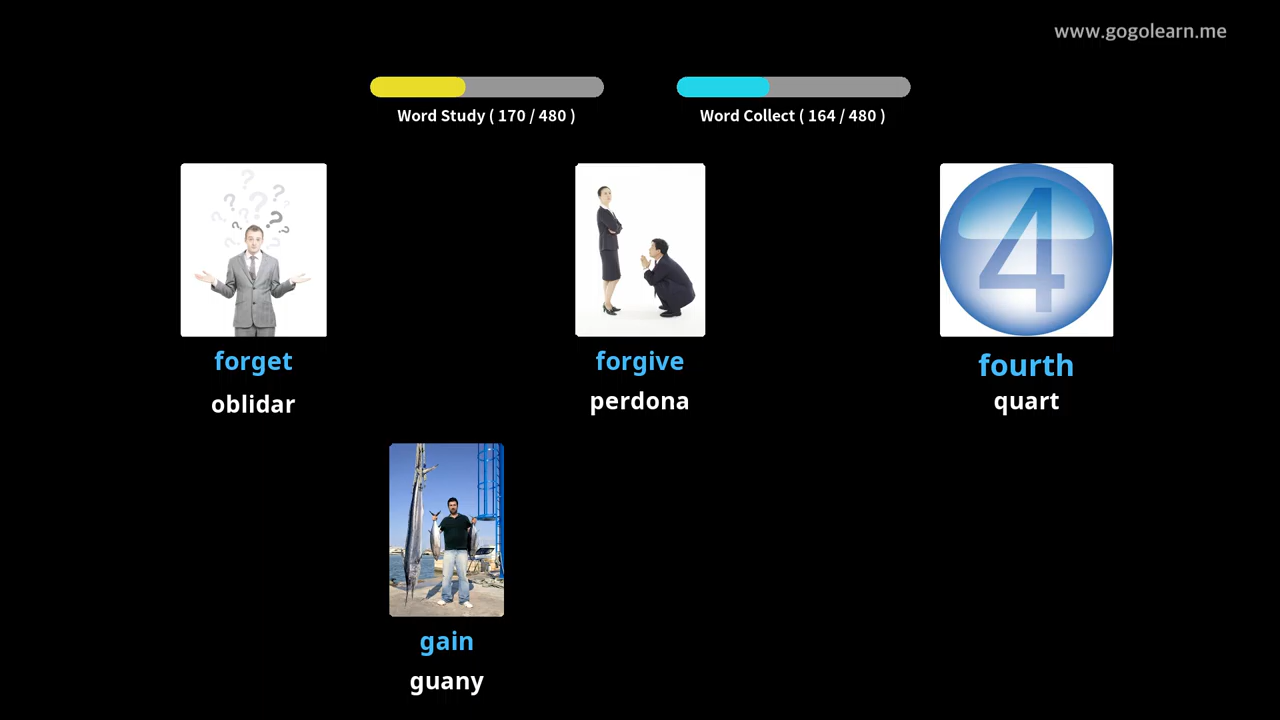 www.gogolearn.me
Word Study ( 170 / 480 )
Word Collect ( 164 / 480 )
4
forget
forgive
fourth
oblidar
perdona
quart
gain
guany